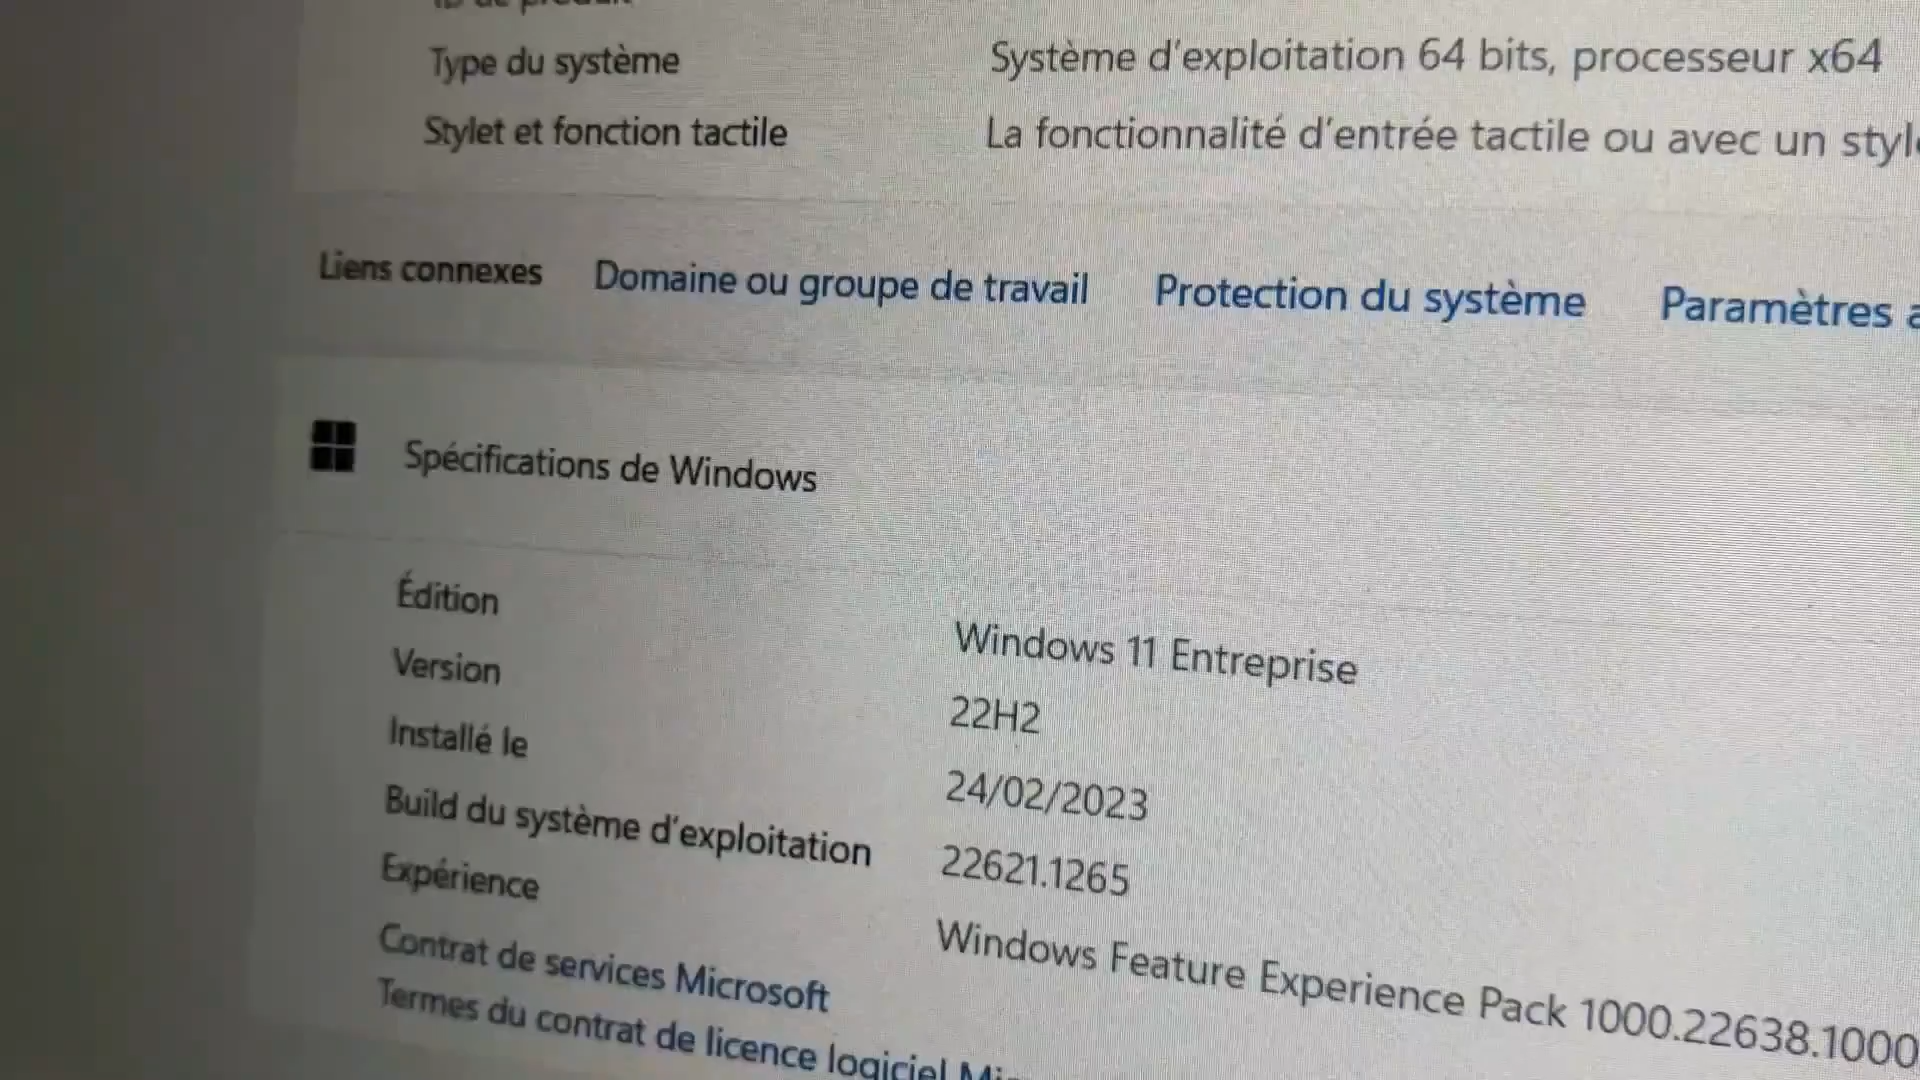 Type du système Système d'exploitation 64 bits, processeur x64
Stylet et fonction tactile La fonctionnalité d'entrée tactile ou avec un
Liens connexes Domaine ou groupe de travail Protection du système Paramètres
Spécifications de Windows
Édition Windows 11 Entreprise
Version 22H2
Installé le 24/02/2023
Build du système d'exploitation 22621.1265
Expérience Windows Feature Experience Pack 1000.22638.1000
Contrat de services Microsoft
Termes du contrat de licence logiciel